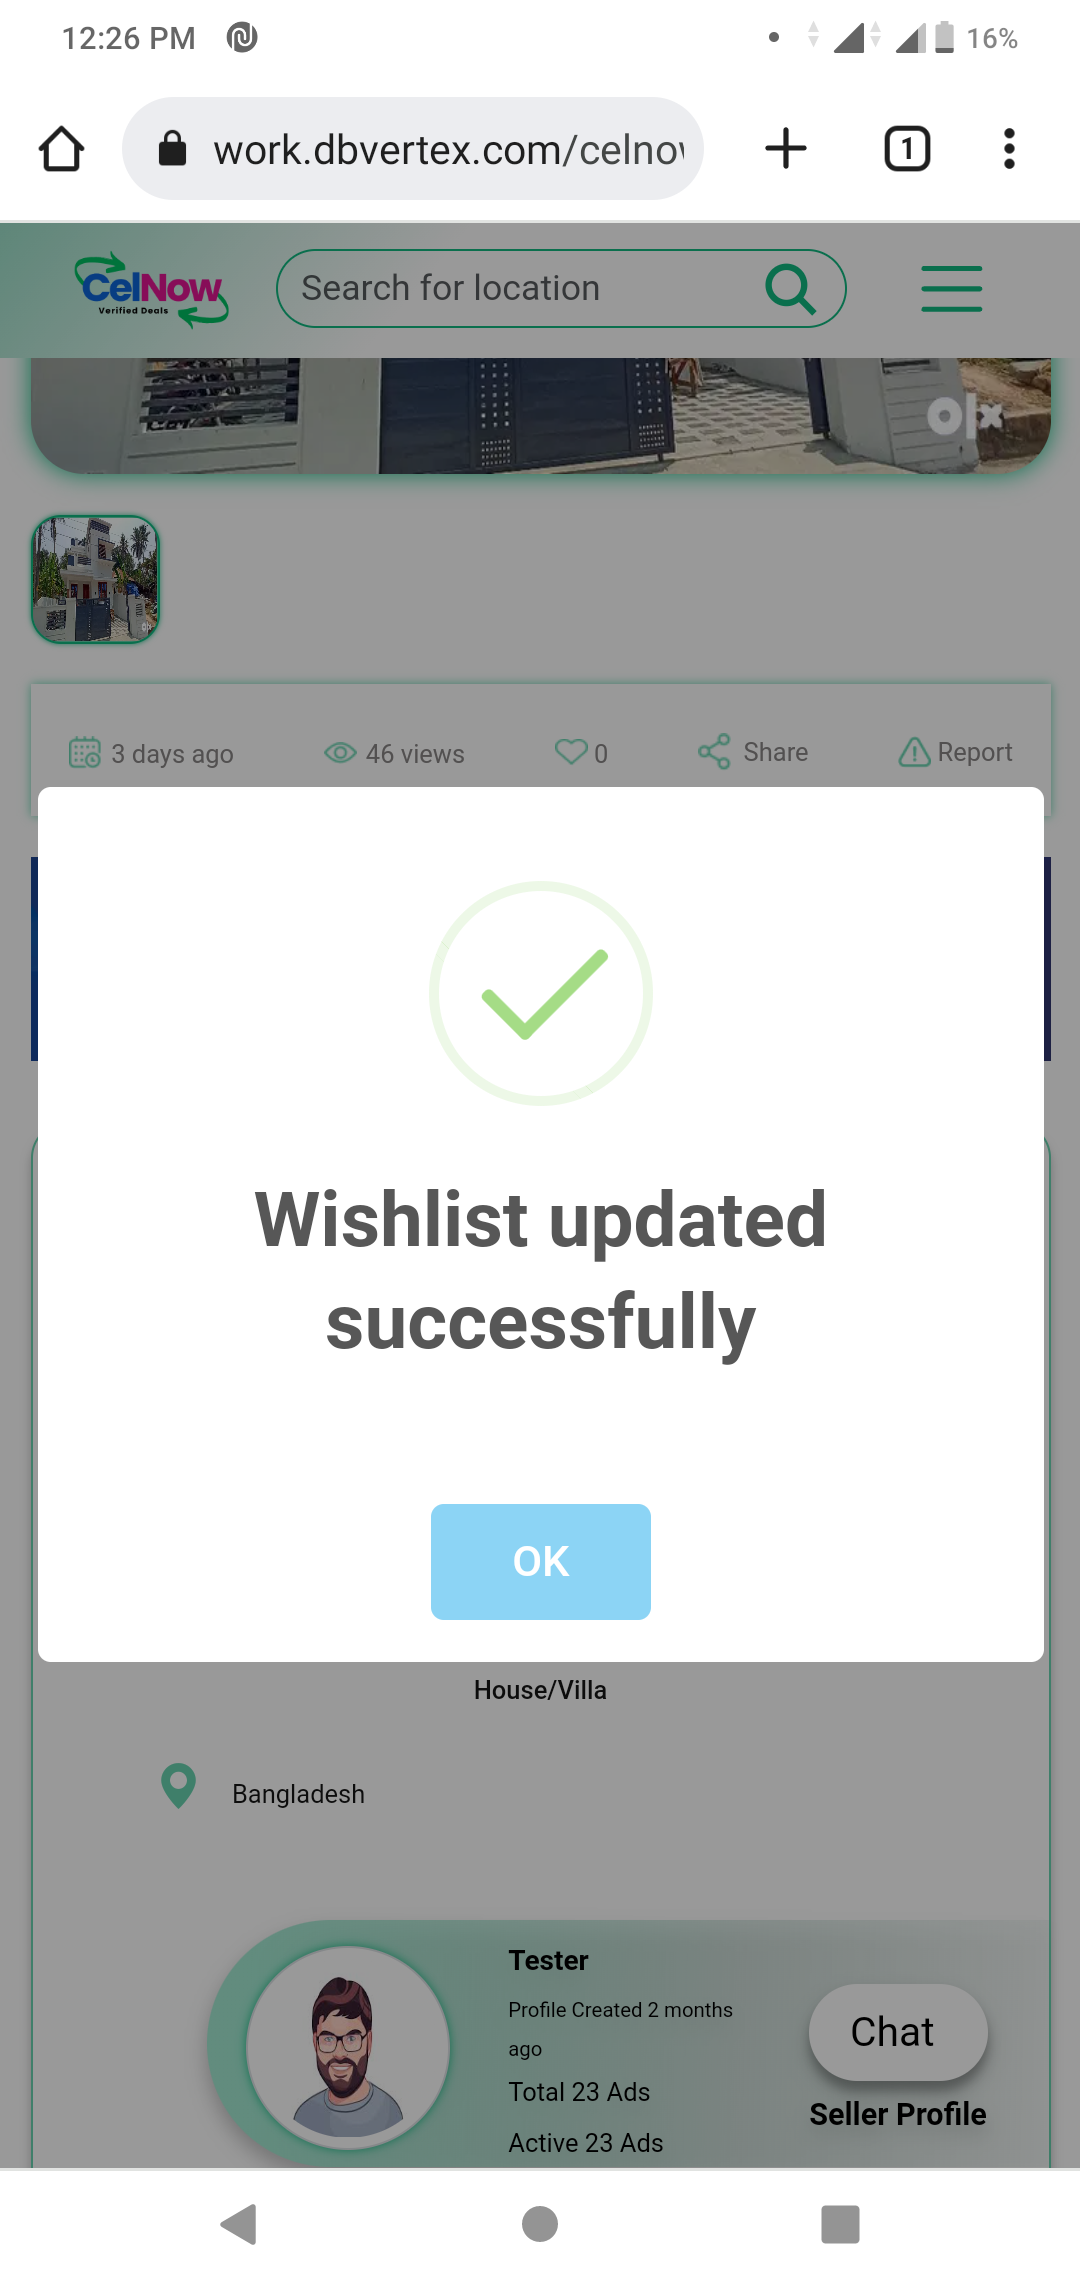 12:26 PM
16%
work.dbvertex.com/celnov
1
CelNow
Verified Deals
Search for location
olx
3 days ago
46 views
0
Share
Report
Wishlist updated
successfully
OK
House/Villa
Bangladesh
Tester
Profile Created 2 months
ago
Total 23 Ads
Active 23 Ads
Chat
Seller Profile